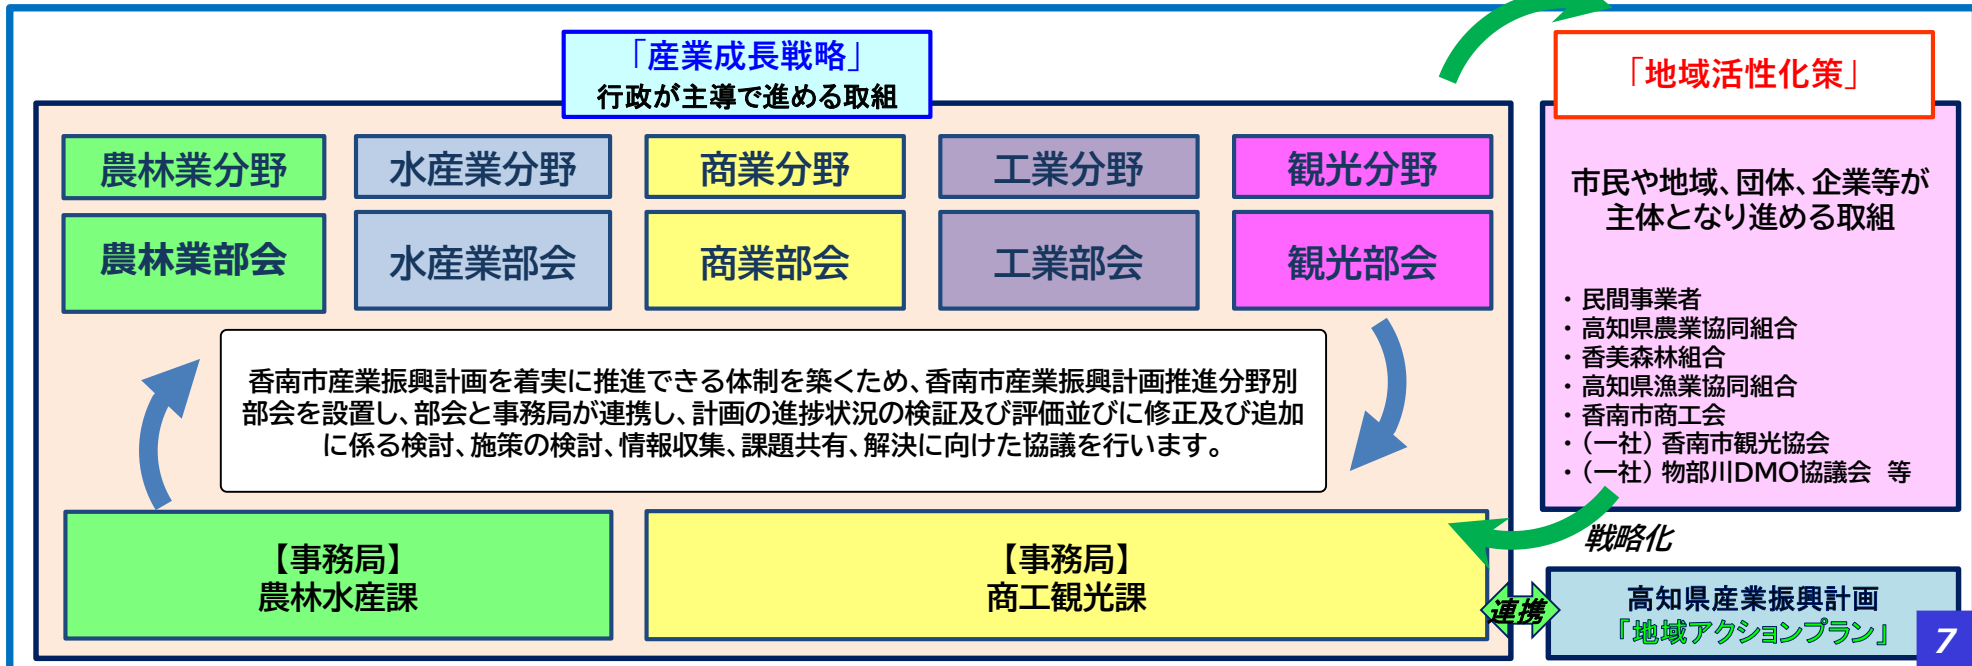 「産業成長戦略」
行政が主導で進める取組
農林業分野
水産業分野
商業分野
工業分野
観光分野
農林業部会
水産業部会
商業部会
工業部会
観光部会
香南市産業振興計画を着実に推進できる体制を築くため、香南市産業振興計画推進分野別
部会を設置し、部会と事務局が連携し、計画の進捗状況の検証及び評価並びに修正及び追加
に係る検討、施策の検討、情報収集、課題共有、解決に向けた協議を行います。
【事務局】
農林水産課
【事務局】
商工観光課
「地域活性化策」
市民や地域、団体、企業等が
主体となり進める取組
・民間事業者
・高知県農業協同組合
・香美森林組合
・高知県漁業協同組合
・香南市商工会
・（一社）香南市観光協会
・（一社）物部川DMO協議会 等
戦略化
連携
高知県産業振興計画
「地域アクションプラン」
7